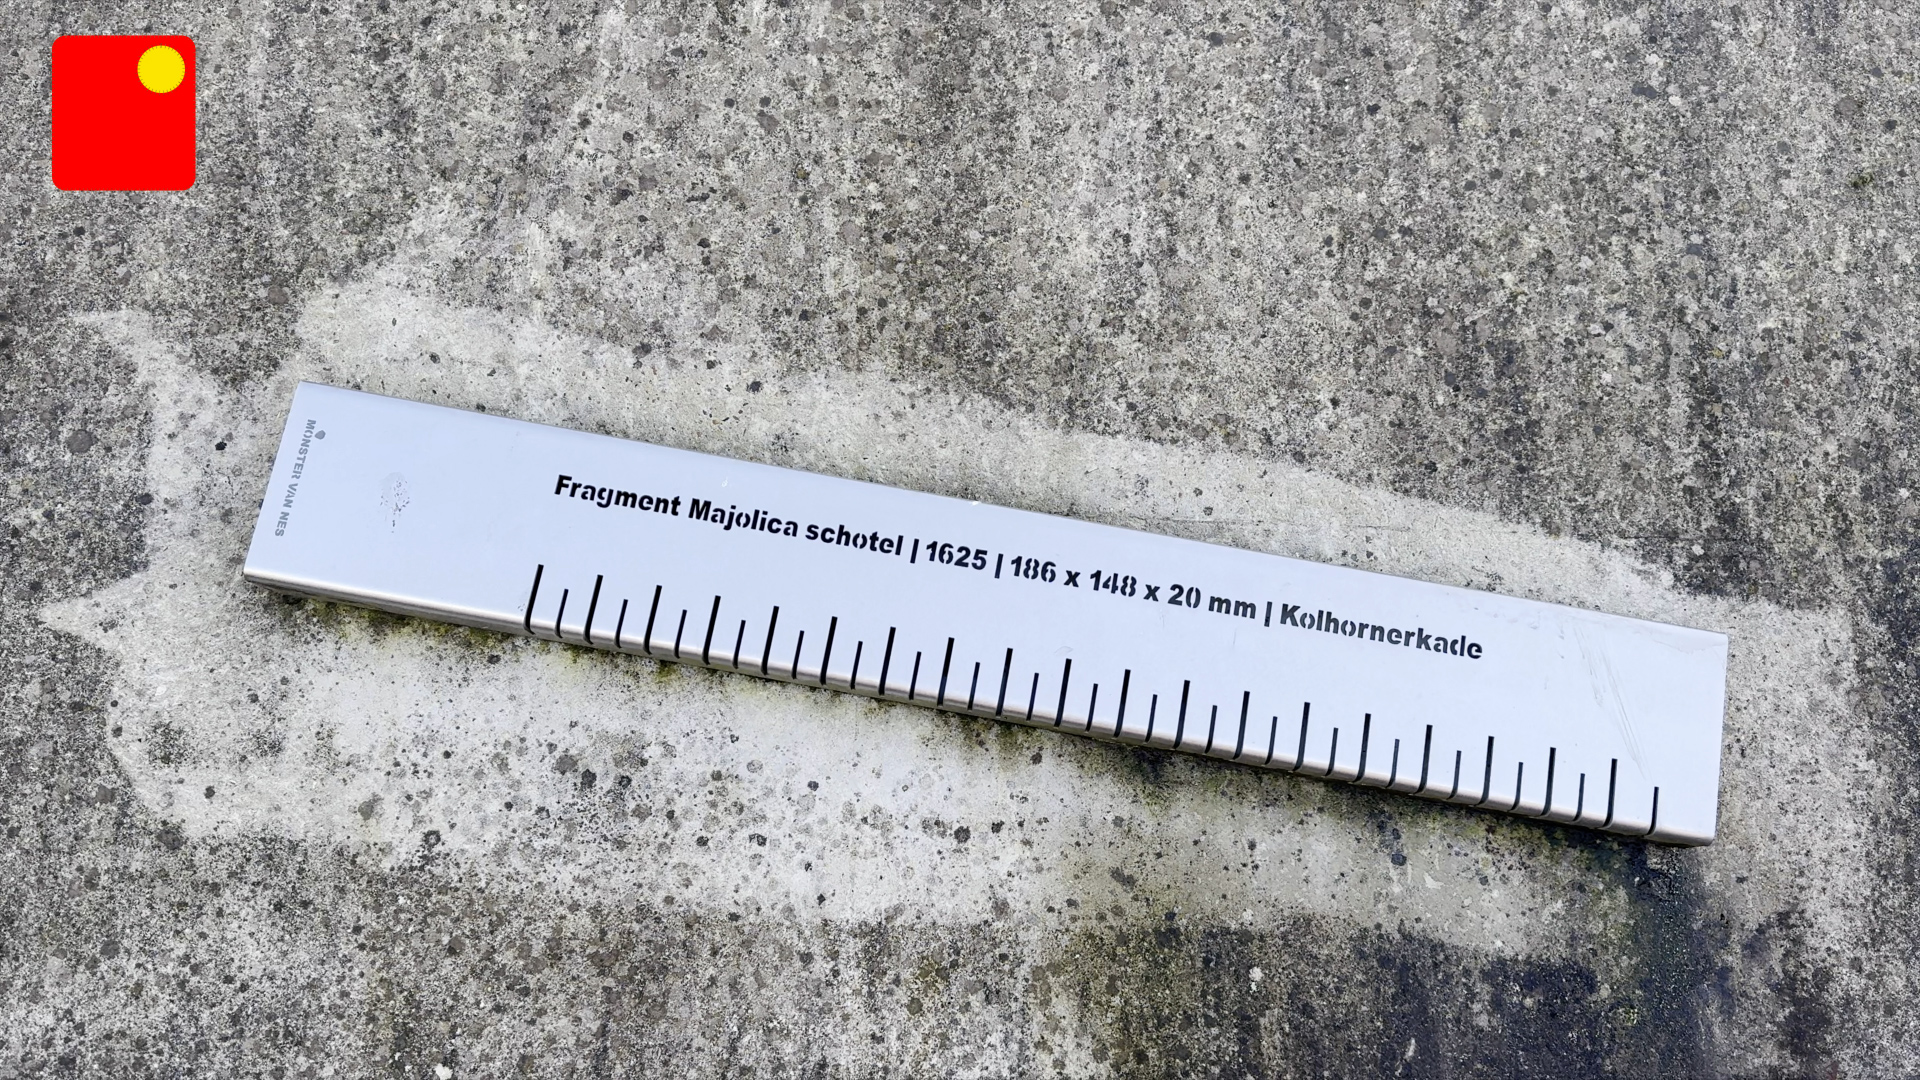 MONSTER VAN NES
Fragment Majolica schotel | 1625 | 186 x 148 x 20 mm | Kolhornerkade